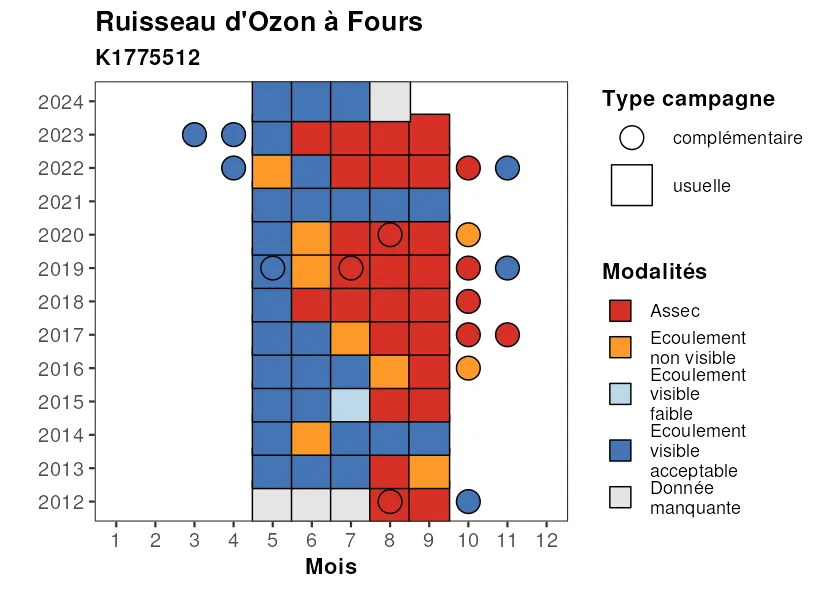 Ruisseau d'Ozon à Fours
K1775512
2024
2023
2022
2021
2020
2019
2018
2017
2016
2015
2014
2013
2012
1 2 3 4 5 6 7 8 9 10 11 12
Mois
Type campagne
complémentaire
usuelle
Modalités
Assec
Ecoulement
non visible
Ecoulement
visible
faible
Ecoulement
visible
acceptable
Donnée
manquante